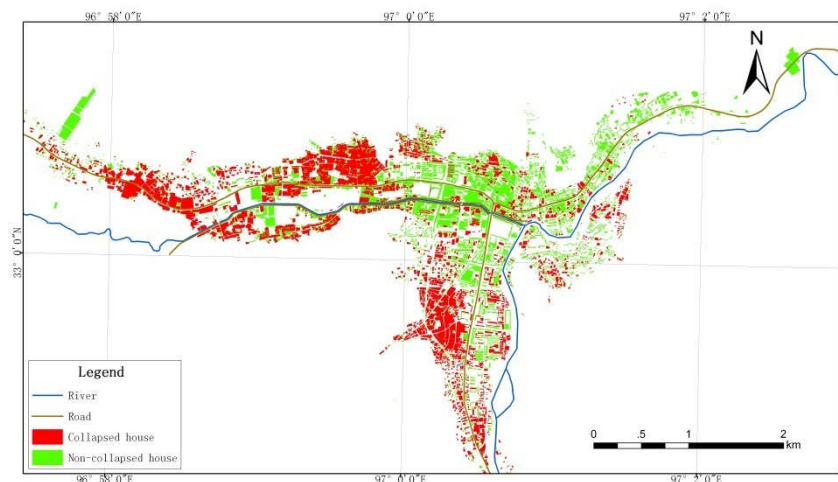 96° 58′0″E 97° 0′0″E 97° 2′0″E
N
33° 0′0″N
Legend
River
Road
Collapsed house
Non-collapsed house
0 .5 1 2
km
96° 58′0″E 97° 0′0″E 97° 2′0″E